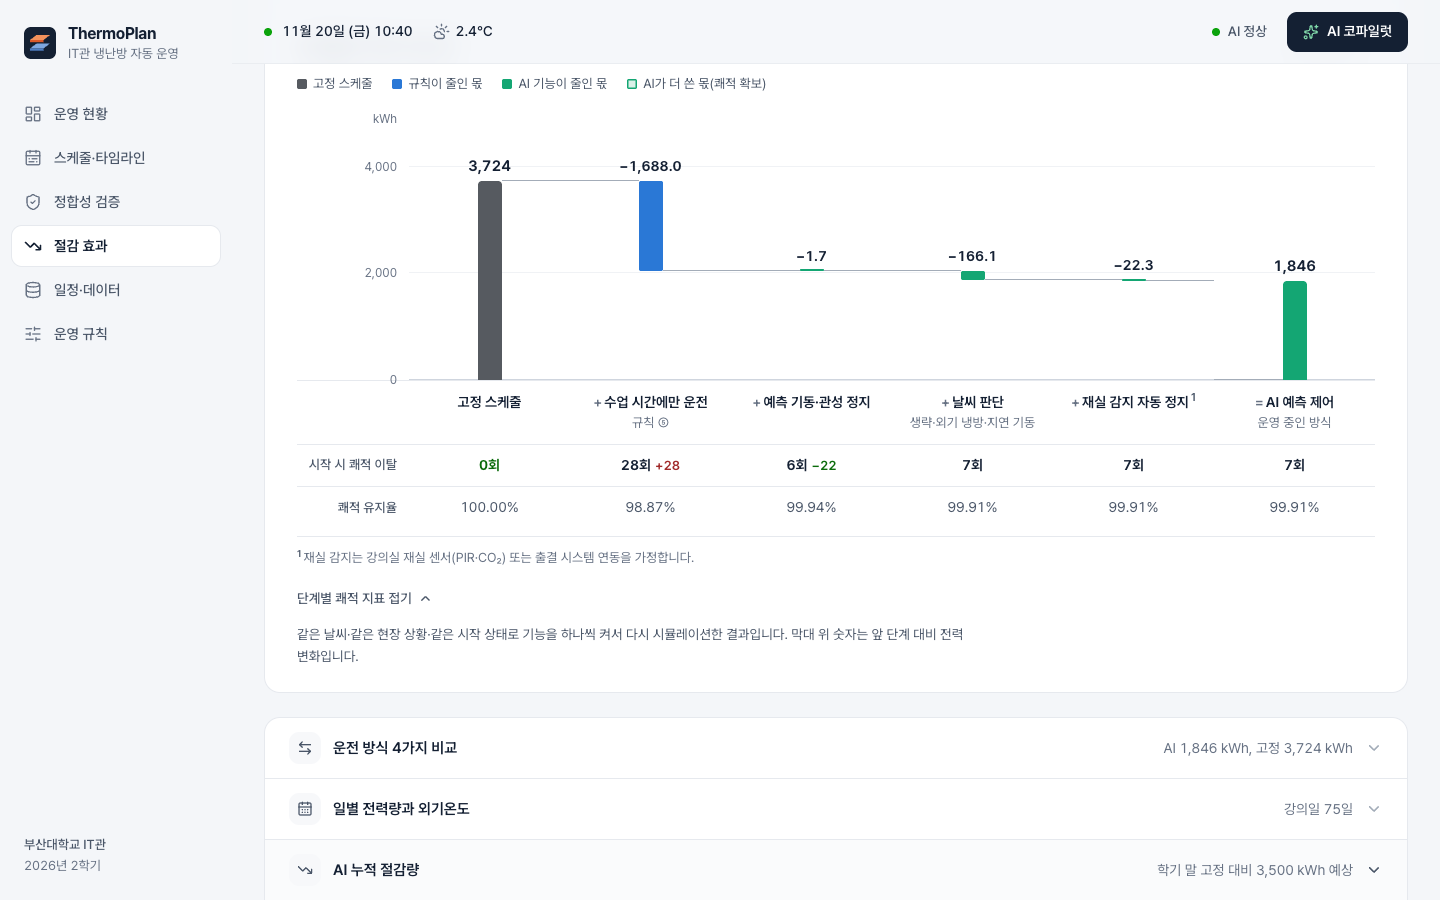 ThermoPlan
IT관 냉난방 자동 운영
운영 현황
스케줄·타임라인
정합성 검증
절감 효과
일정·데이터
운영 규칙
부산대학교 IT관
2026년 2학기
11월 20일 (금) 10:40
2.4°C
AI 정상
AI 코파일럿
고정 스케줄
규칙이 줄인 몫
AI 기능이 줄인 몫
AI가 더 쓴 몫(쾌적 확보)
kWh
4,000
2,000
0
3,724
−1,688.0
−1.7
−166.1
−22.3
1,846
고정 스케줄
+ 수업 시간에만 운전
규칙 ⑤
+ 예측 기동·관성 정지
+ 날씨 판단
생략·외기 냉방·지연 기동
+ 재실 감지 자동 정지 1
= AI 예측 제어
운영 중인 방식
시작 시 쾌적 이탈 0회 28회 +28 6회 −22 7회 7회 7회
쾌적 유지율 100.00% 98.87% 99.94% 99.91% 99.91% 99.91%
1 재실 감지는 강의실 재실 센서(PIR·CO₂) 또는 출결 시스템 연동을 가정합니다.
단계별 쾌적 지표 접기
같은 날씨·같은 현장 상황·같은 시작 상태로 기능을 하나씩 켜서 다시 시뮬레이션한 결과입니다. 막대 위 숫자는 앞 단계 대비 전력
변화입니다.
운전 방식 4가지 비교
AI 1,846 kWh, 고정 3,724 kWh
일별 전력량과 외기온도
강의일 75일
AI 누적 절감량
학기 말 고정 대비 3,500 kWh 예상